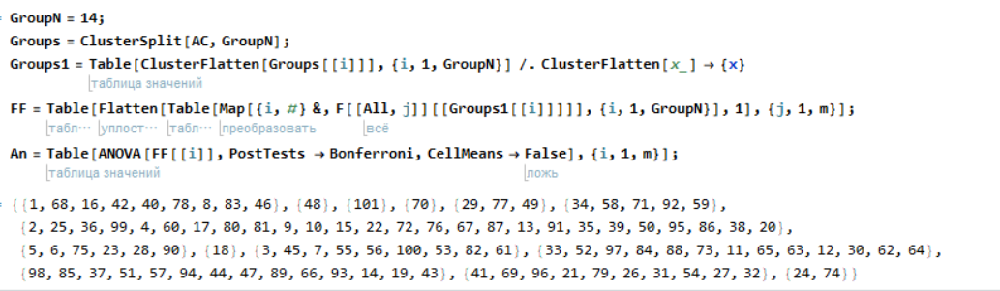 GroupN = 14;
Groups = ClusterSplit[AC, GroupN];
Groups1 = Table[ClusterFlatten[Groups[[i]]], {i, 1, GroupN}] /. ClusterFlatten[x_] → {x}
таблица значений
FF = Table[Flatten[Table[Map[{i, #} &, F[[All, j]][[Groups1[[i]]]]], {i, 1, GroupN}], 1], {j, 1, m}];
табл⋯ уплост⋯ табл⋯ преобразовать всё
An = Table[ANOVA[FF[[i]], PostTests → Bonferroni, CellMeans → False], {i, 1, m}];
таблица значений ложь
= {{1, 68, 16, 42, 40, 78, 8, 83, 46}, {48}, {101}, {70}, {29, 77, 49}, {34, 58, 71, 92, 59},
{2, 25, 36, 99, 4, 60, 17, 80, 81, 9, 10, 15, 22, 72, 76, 67, 87, 13, 91, 35, 39, 50, 95, 86, 38, 20},
{5, 6, 75, 23, 28, 90}, {18}, {3, 45, 7, 55, 56, 100, 53, 82, 61}, {33, 52, 97, 84, 88, 73, 11, 65, 63, 12, 30, 62, 64},
{98, 85, 37, 51, 57, 94, 44, 47, 89, 66, 93, 14, 19, 43}, {41, 69, 96, 21, 79, 26, 31, 54, 27, 32}, {24, 74}}